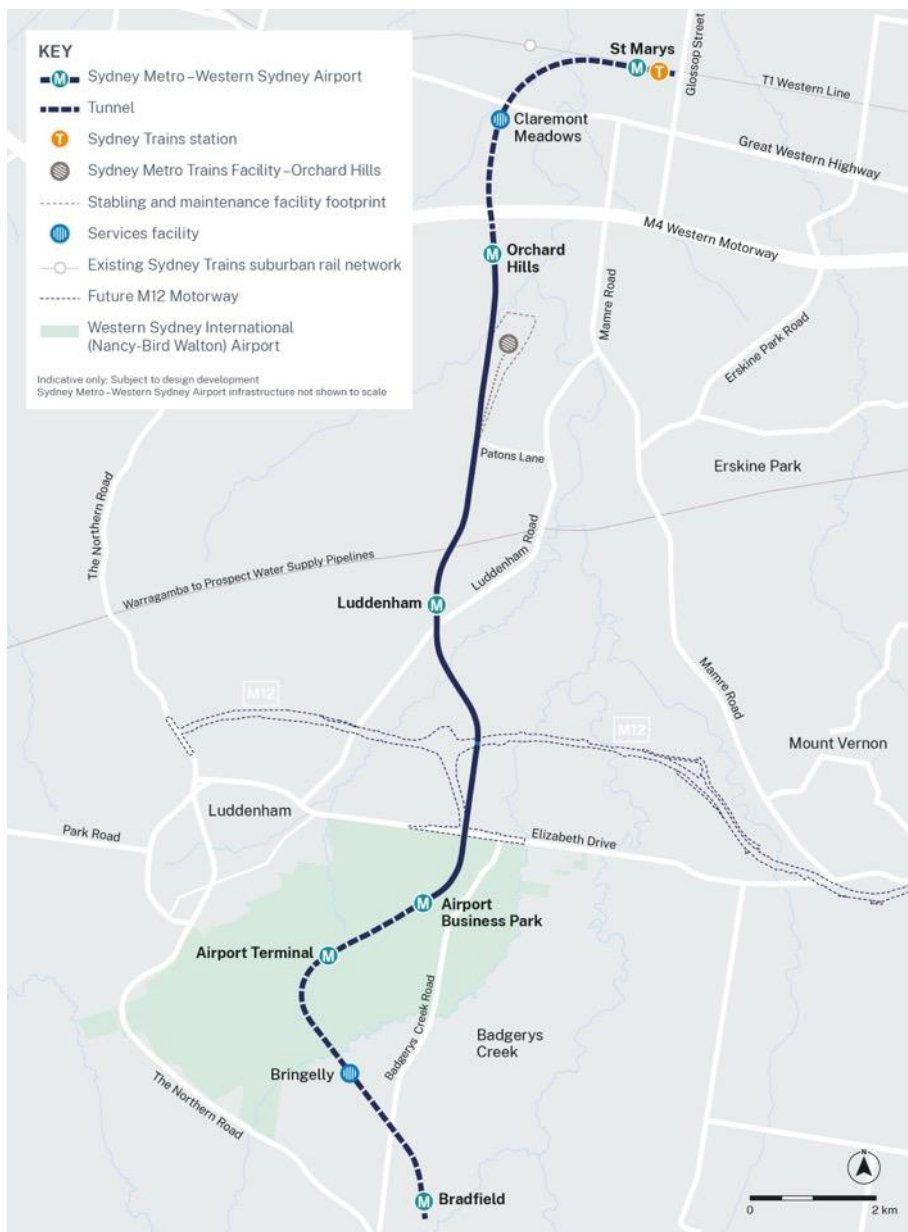 KEY
M Sydney Metro–Western Sydney Airport
Tunnel
T Sydney Trains station
Sydney Metro Trains Facility–Orchard Hills
Stabling and maintenance facility footprint
Services facility
Existing Sydney Trains suburban rail network
Future M12 Motorway
Western Sydney International
(Nancy-Bird Walton) Airport
Indicative only: Subject to design development
Sydney Metro–Western Sydney Airport infrastructure not shown to scale
St Marys
M T
Glossop Street
T1 Western Line
Claremont
Meadows
Great Western Highway
M4 Western Motorway
M Orchard
Hills
Mamre Road
Erskine Park Road
Patons Lane
Erskine Park
The Northern Road
Luddenham Road
Warragamba to Prospect Water Supply Pipelines
Luddenham M
Mamre Road
M12
M12
Mount Vernon
Luddenham
Park Road
Elizabeth Drive
M Airport
Business Park
Airport Terminal M
Badgerys Creek Road
Badgerys
Creek
Bringelly
The Northern Road
M Bradfield
N
0 2 km